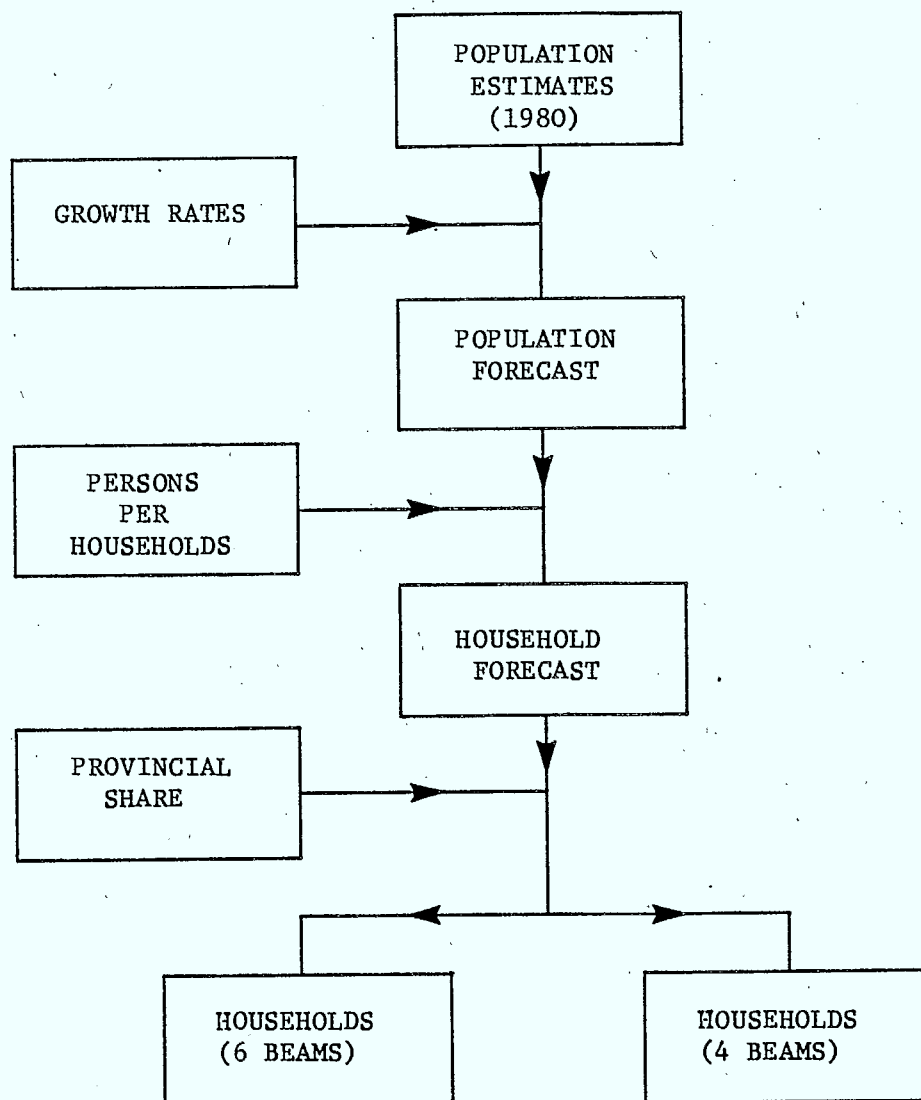 POPULATION
ESTIMATES
(1980)
GROWTH RATES
POPULATION
FORECAST
PERSONS
PER
HOUSEHOLDS
HOUSEHOLD
FORECAST
PROVINCIAL
SHARE
HOUSEHOLDS
(6 BEAMS)
HOUSEHOLDS
(4 BEAMS)